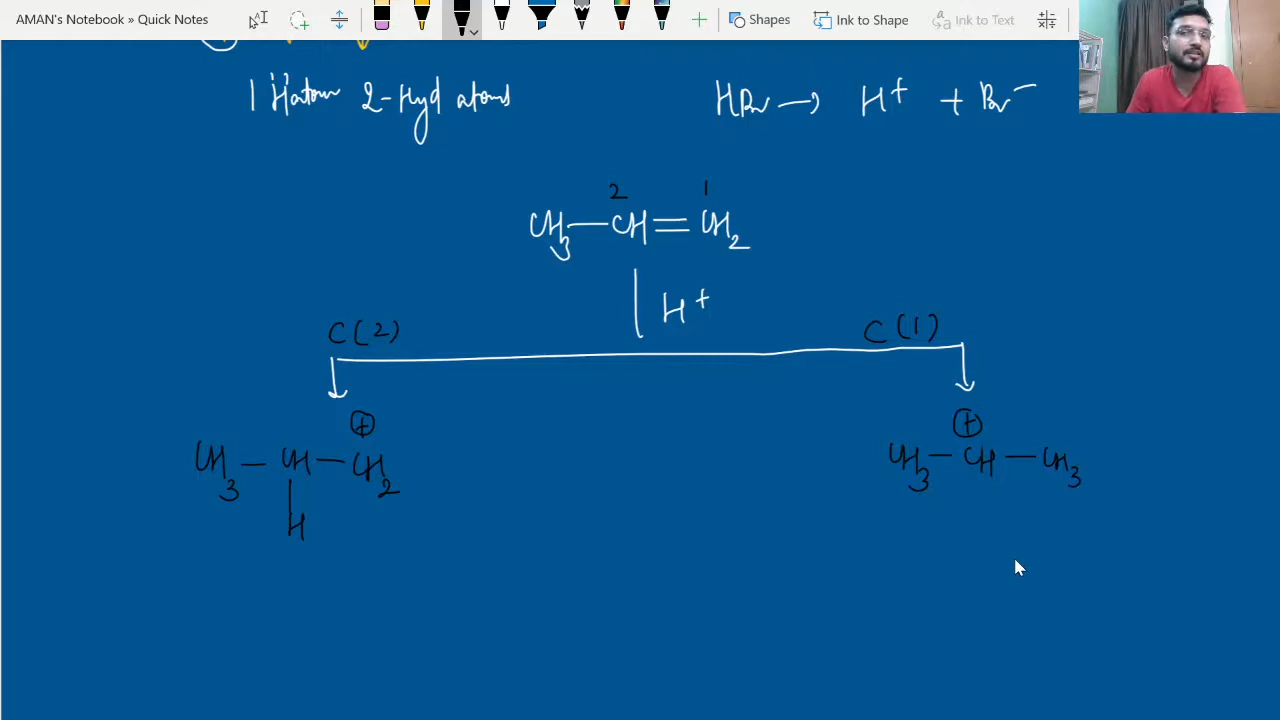 AMAN's Notebook » Quick Notes
Shapes Ink to Shape Ink to Text
1 H atom 2-Hyd atoms
HBr → H+ + Br−
2 1
CH3—CH=CH2
H+
C(2) C(1)
+ +
CH3—CH—CH2 CH3—CH—CH3
H